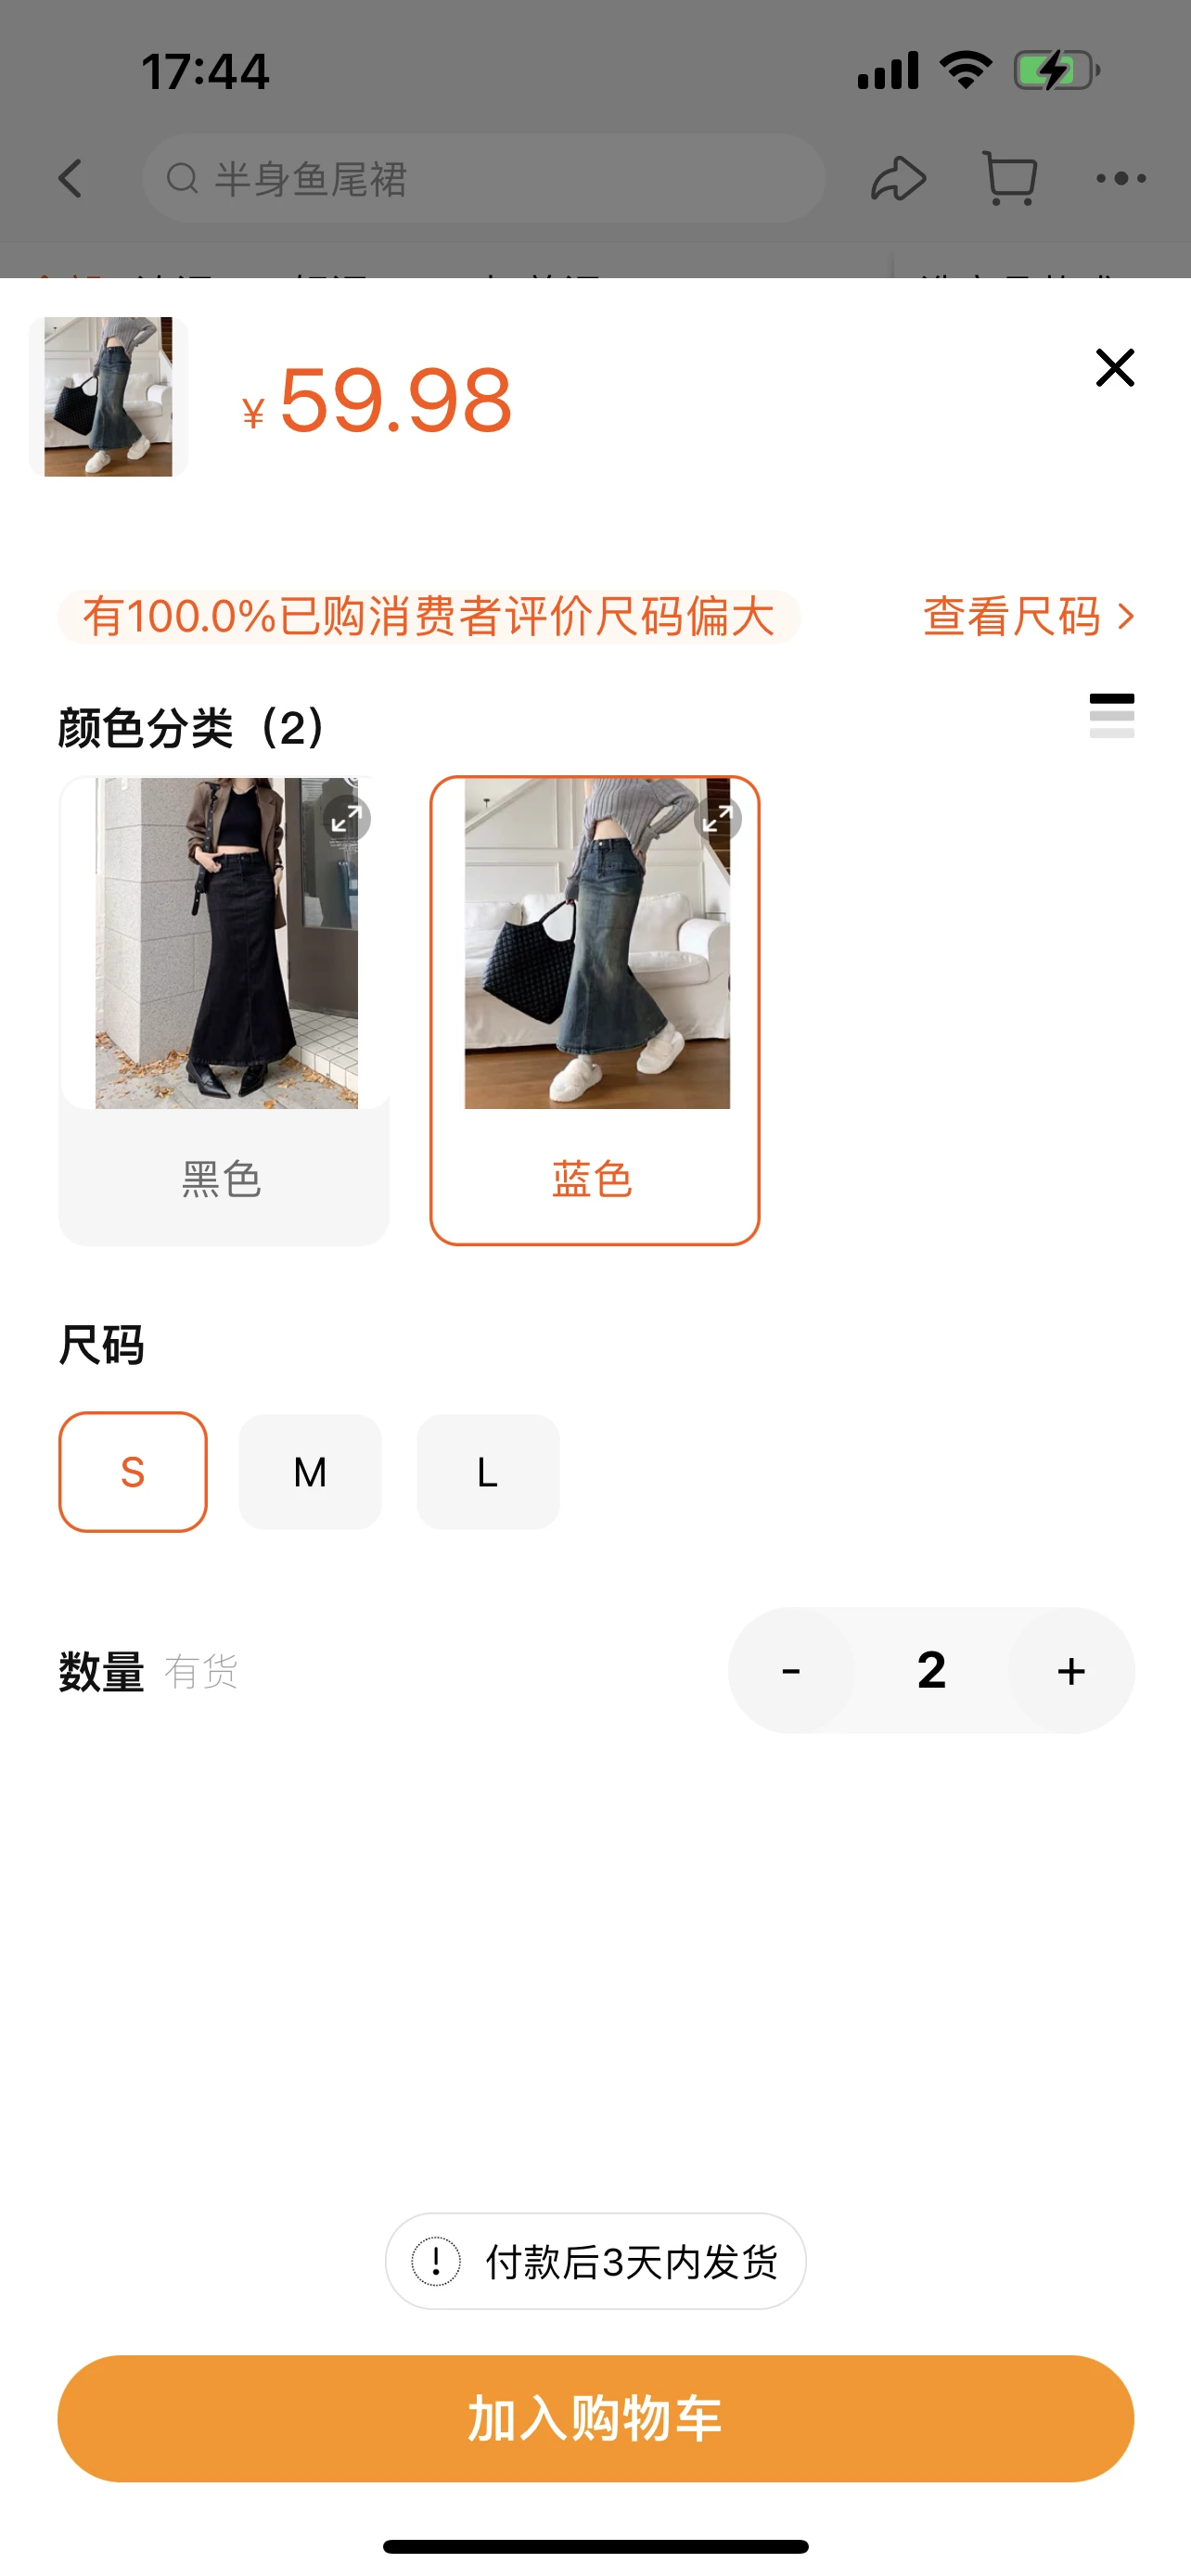 17:44
半身鱼尾裙
¥59.98
有100.0%已购消费者评价尺码偏大
查看尺码
颜色分类（2）
黑色
蓝色
尺码
S
M
L
数量 有货
- 2 +
付款后3天内发货
加入购物车